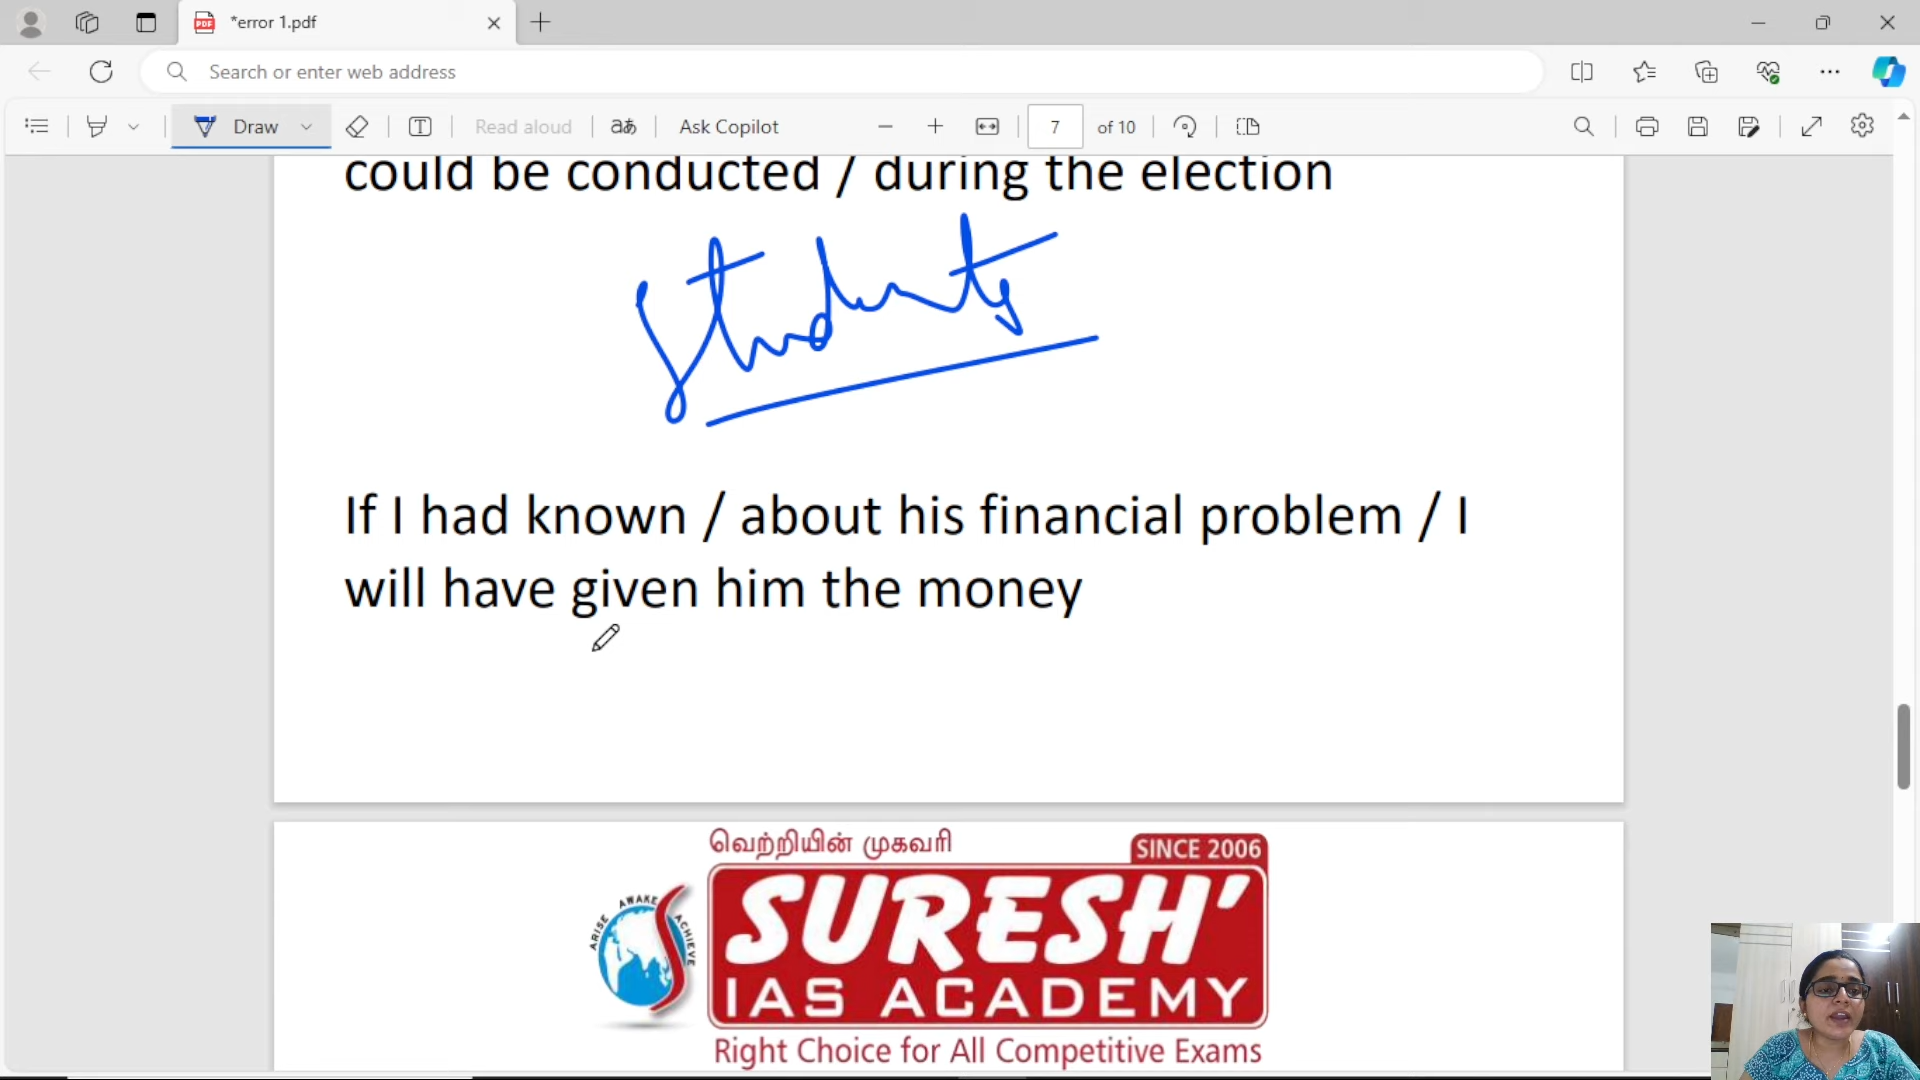 *error 1.pdf
Search or enter web address
Draw
Read aloud
aあ
Ask Copilot
7 of 10
could be conducted / during the election
Students
If I had known / about his financial problem / I
will have given him the money
வெற்றியின் முகவரி
SINCE 2006
ARISE AWAKE ACHIEVE
SURESH'
IAS ACADEMY
Right Choice for All Competitive Exams